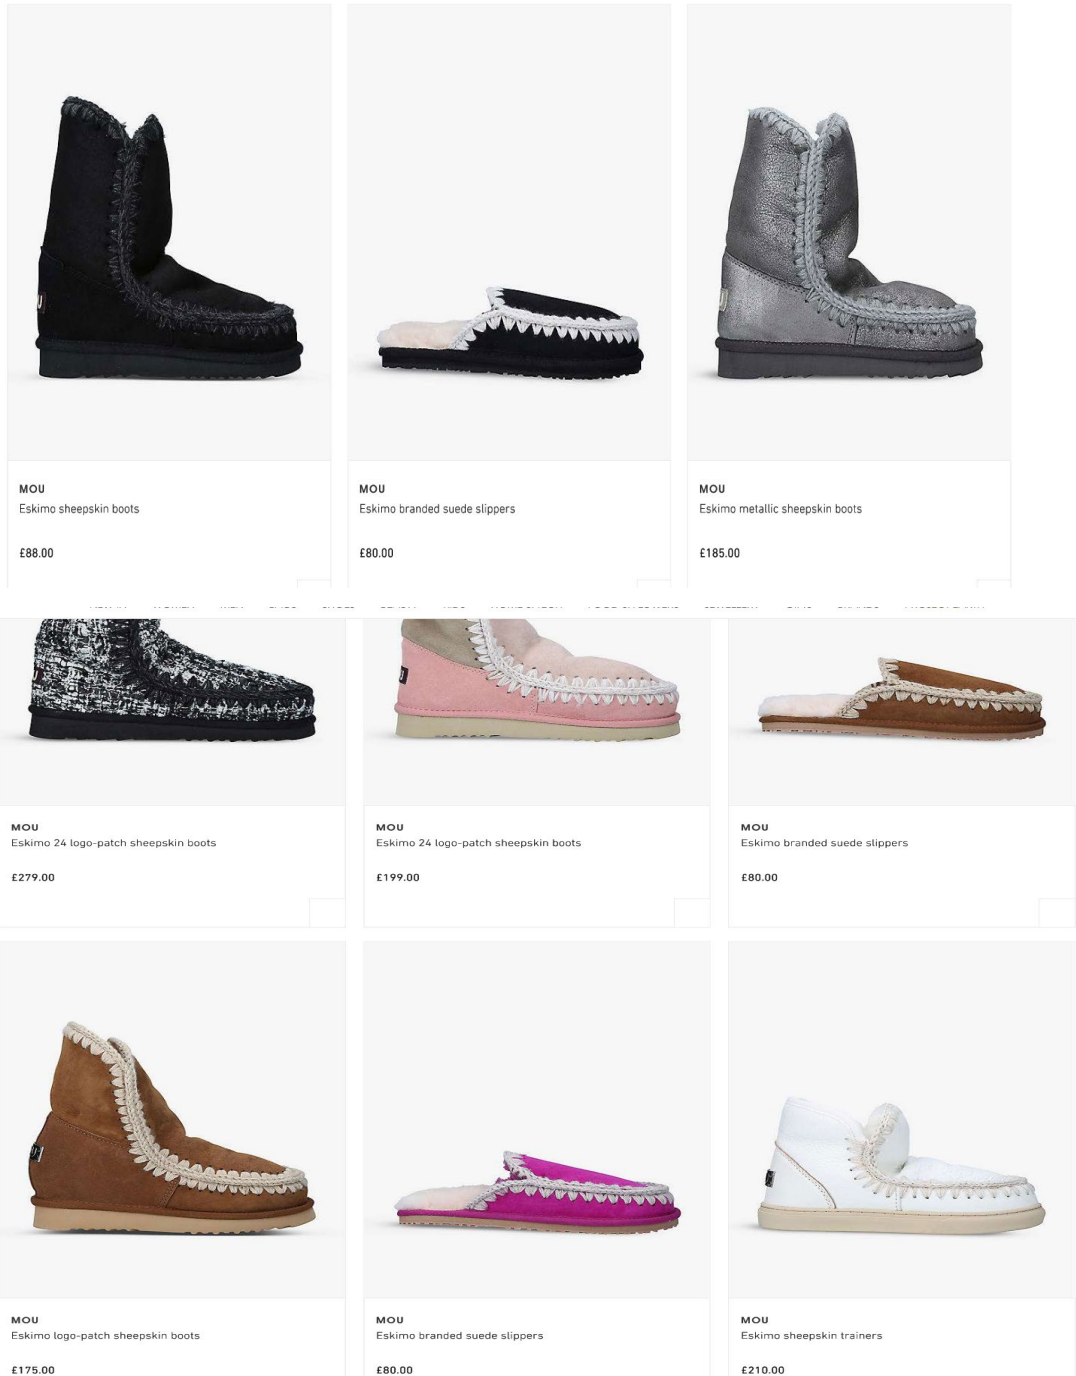 MOU
Eskimo sheepskin boots
£88.00
MOU
Eskimo branded suede slippers
£80.00
MOU
Eskimo metallic sheepskin boots
£185.00
MOU
Eskimo 24 logo-patch sheepskin boots
£279.00
MOU
Eskimo 24 logo-patch sheepskin boots
£199.00
MOU
Eskimo branded suede slippers
£80.00
MOU
Eskimo logo-patch sheepskin boots
£175.00
MOU
Eskimo branded suede slippers
£80.00
MOU
Eskimo sheepskin trainers
£210.00